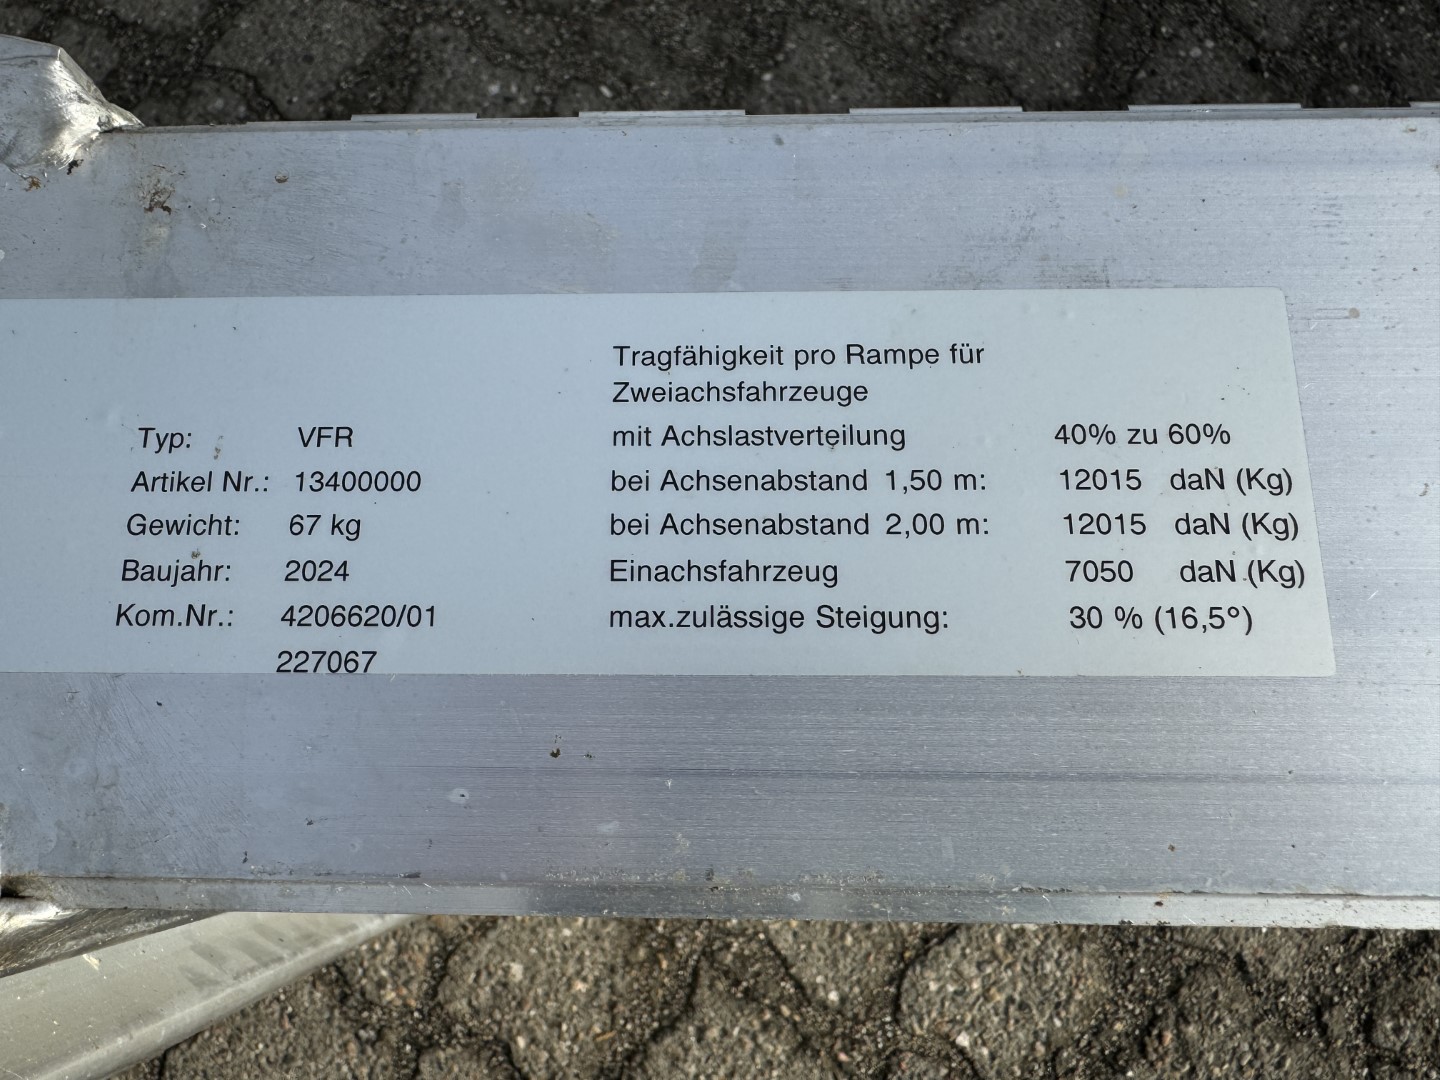 Typ: VFR
Artikel Nr.: 13400000
Gewicht: 67 kg
Baujahr: 2024
Kom.Nr.: 4206620/01
227067
Tragfähigkeit pro Rampe für
Zweiachsfahrzeuge
mit Achslastverteilung 40% zu 60%
bei Achsenabstand 1,50 m: 12015 daN (Kg)
bei Achsenabstand 2,00 m: 12015 daN (Kg)
Einachsfahrzeug 7050 daN (Kg)
max.zulässige Steigung: 30 % (16,5°)